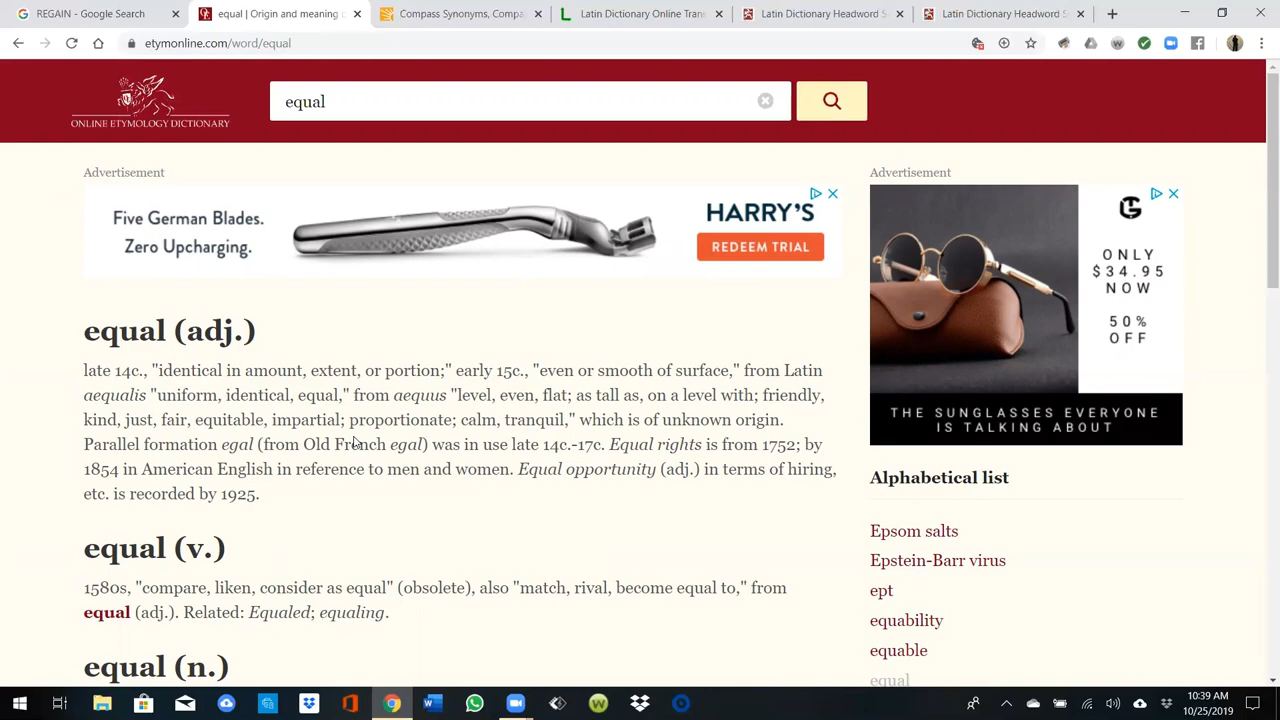 REGAIN - Google Search
equal | Origin and meaning o
Compass Synonyms, Compa
Latin Dictionary Online Trans
Latin Dictionary Headword S
Latin Dictionary Headword S
etymonline.com/word/equal
ONLINE ETYMOLOGY DICTIONARY
equal
Advertisement
Five German Blades.
Zero Upcharging.
HARRY'S
REDEEM TRIAL
Advertisement
ONLY
$34.95
NOW
50%
OFF
THE SUNGLASSES EVERYONE
IS TALKING ABOUT
equal (adj.)
late 14c., "identical in amount, extent, or portion;" early 15c., "even or smooth of surface," from Latin
aequalis "uniform, identical, equal," from aequus "level, even, flat; as tall as, on a level with; friendly,
kind, just, fair, equitable, impartial; proportionate; calm, tranquil," which is of unknown origin.
Parallel formation egal (from Old French egal) was in use late 14c.-17c. Equal rights is from 1752; by
1854 in American English in reference to men and women. Equal opportunity (adj.) in terms of hiring,
etc. is recorded by 1925.
equal (v.)
1580s, "compare, liken, consider as equal" (obsolete), also "match, rival, become equal to," from
equal (adj.). Related: Equaled; equaling.
equal (n.)
Alphabetical list
Epsom salts
Epstein-Barr virus
ept
equability
equable
equal
10:39 AM
10/25/2019